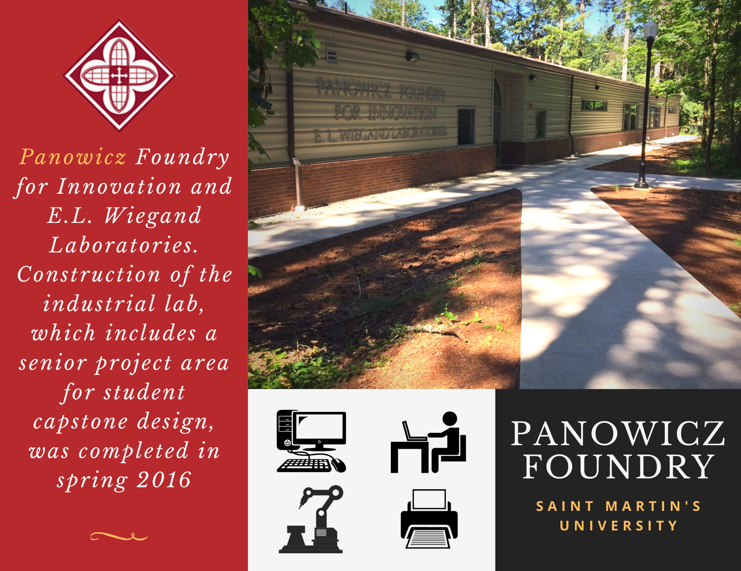 Panowicz Foundry
for Innovation and
E.L. Wiegand
Laboratories.
Construction of the
industrial lab,
which includes a
senior project area
for student
capstone design,
was completed in
spring 2016
PANOWICZ FOUNDRY
FOR INNOVATION
E. L. WIEGAND LABORATORIES
PANOWICZ
FOUNDRY
SAINT MARTIN'S
UNIVERSITY